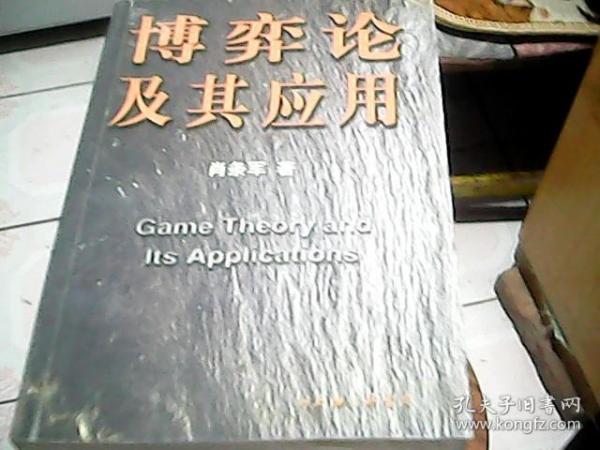 博弈论
及其应用
肖条军 著
Game Theory and
Its Applications
孔夫子旧书网
www.kongfz.com